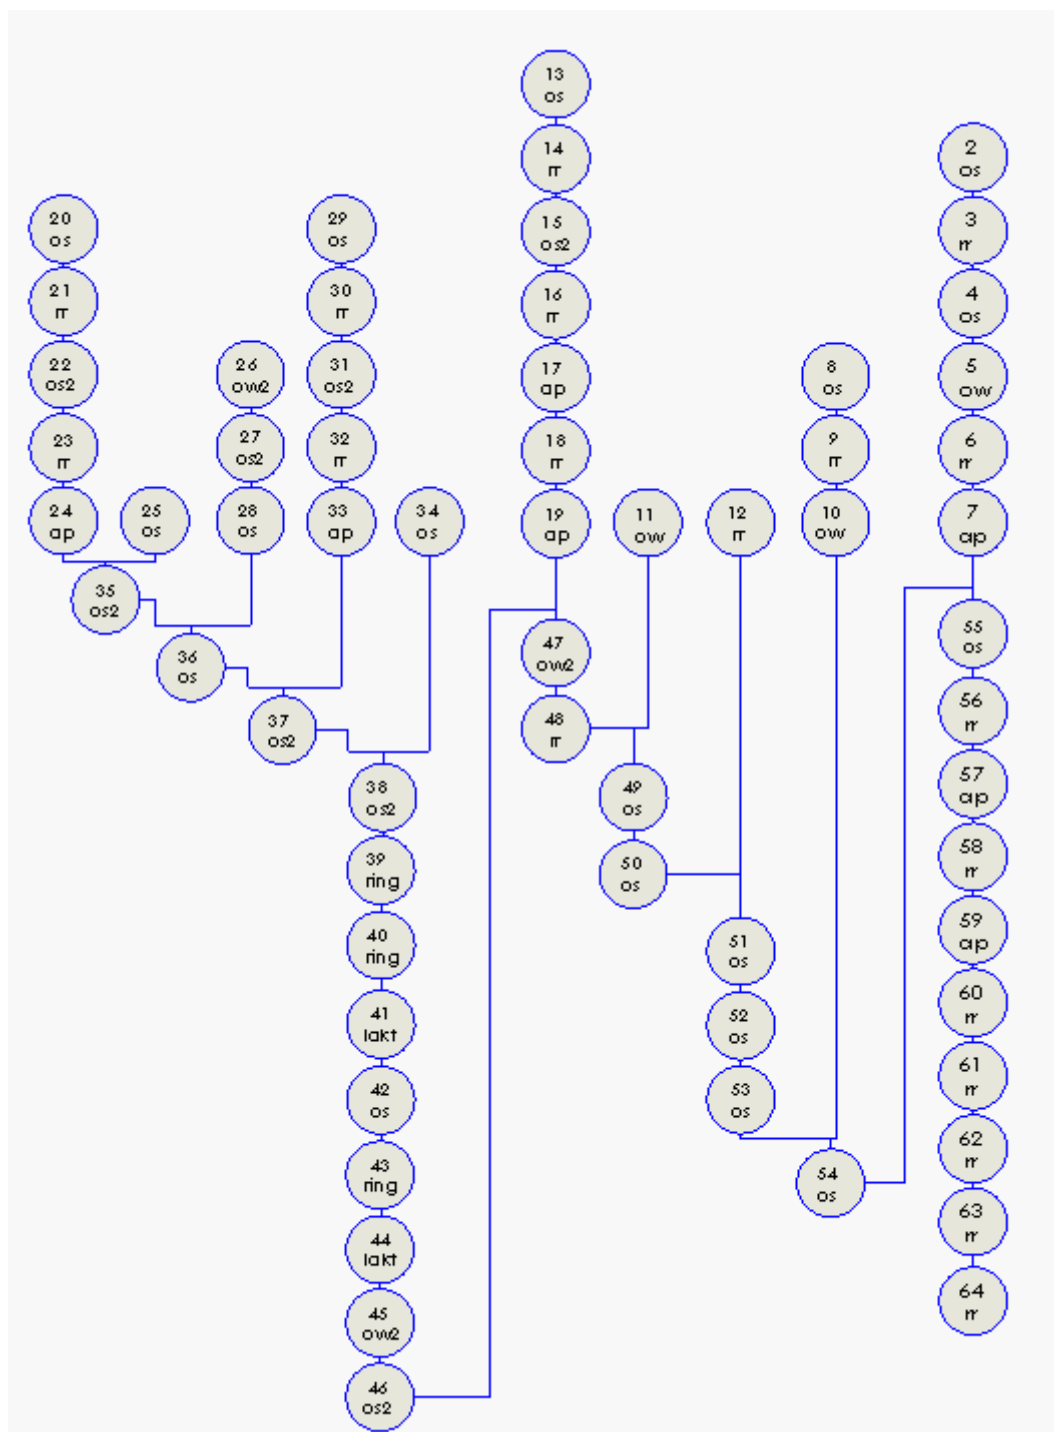 13
os
14
rr
2
os
15
os2
3
rr
20
os
29
os
16
rr
4
os
21
rr
30
rr
17
ap
8
os
5
ow
22
os2
26
ow2
31
os2
18
rr
9
rr
6
rr
23
rr
27
os2
32
rr
19
ap
11
ow
12
rr
10
ow
7
ap
24
ap
25
os
28
os
33
ap
34
os
35
os2
55
os
36
os
47
ow2
56
rr
37
os2
48
rr
57
ap
38
os2
49
os
58
rr
39
ring
50
os
59
ap
40
ring
51
os
60
rr
41
lakt
52
os
61
rr
42
os
53
os
62
rr
43
ring
54
os
63
rr
44
lakt
64
rr
45
ow2
46
os2